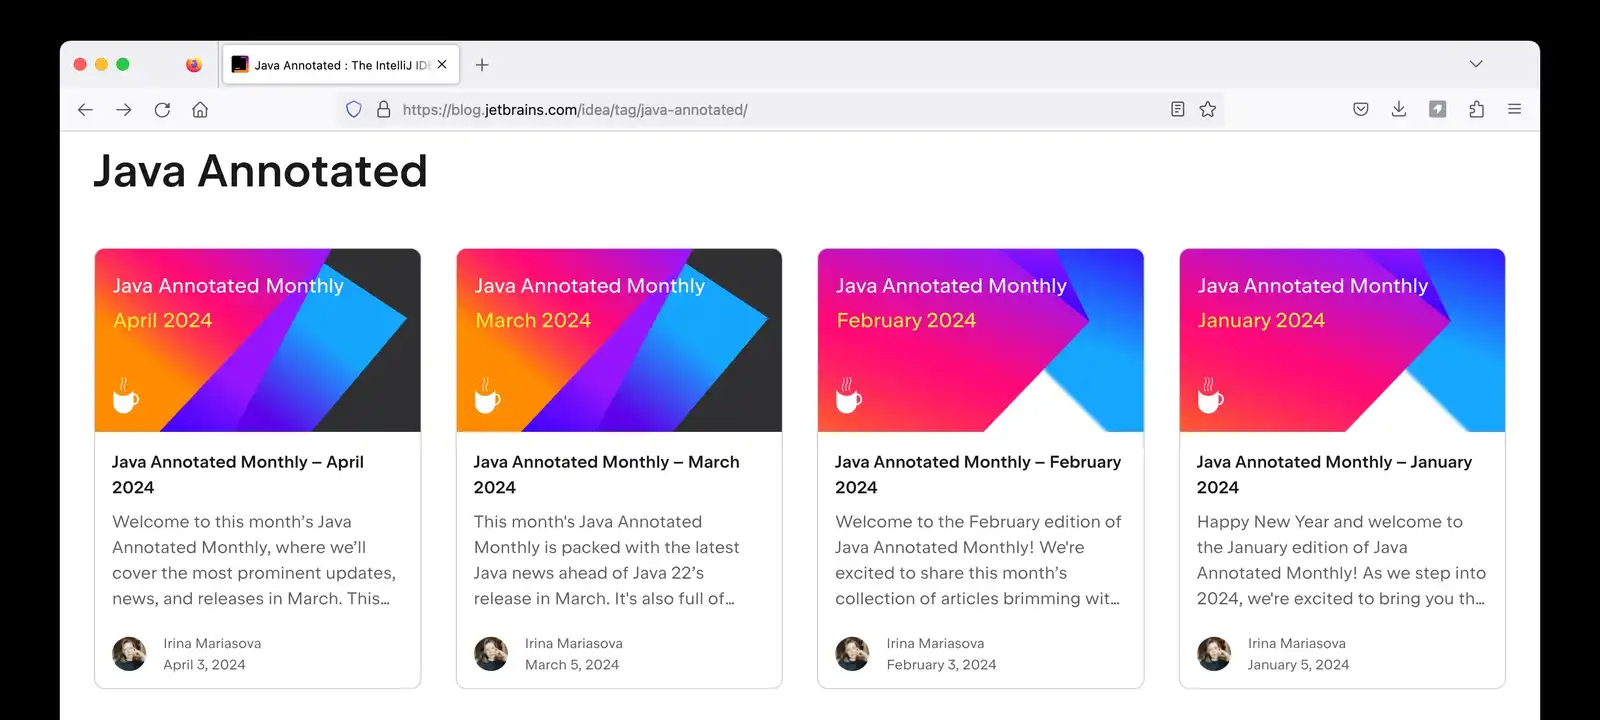 Java Annotated : The IntelliJ IDE
https://blog.jetbrains.com/idea/tag/java-annotated/
Java Annotated
Java Annotated Monthly
April 2024
Java Annotated Monthly – April
2024
Welcome to this month’s Java
Annotated Monthly, where we’ll
cover the most prominent updates,
news, and releases in March. This…
Irina Mariasova
April 3, 2024
Java Annotated Monthly
March 2024
Java Annotated Monthly – March
2024
This month's Java Annotated
Monthly is packed with the latest
Java news ahead of Java 22’s
release in March. It's also full of…
Irina Mariasova
March 5, 2024
Java Annotated Monthly
February 2024
Java Annotated Monthly – February
2024
Welcome to the February edition of
Java Annotated Monthly! We're
excited to share this month’s
collection of articles brimming wit…
Irina Mariasova
February 3, 2024
Java Annotated Monthly
January 2024
Java Annotated Monthly – January
2024
Happy New Year and welcome to
the January edition of Java
Annotated Monthly! As we step into
2024, we're excited to bring you th…
Irina Mariasova
January 5, 2024